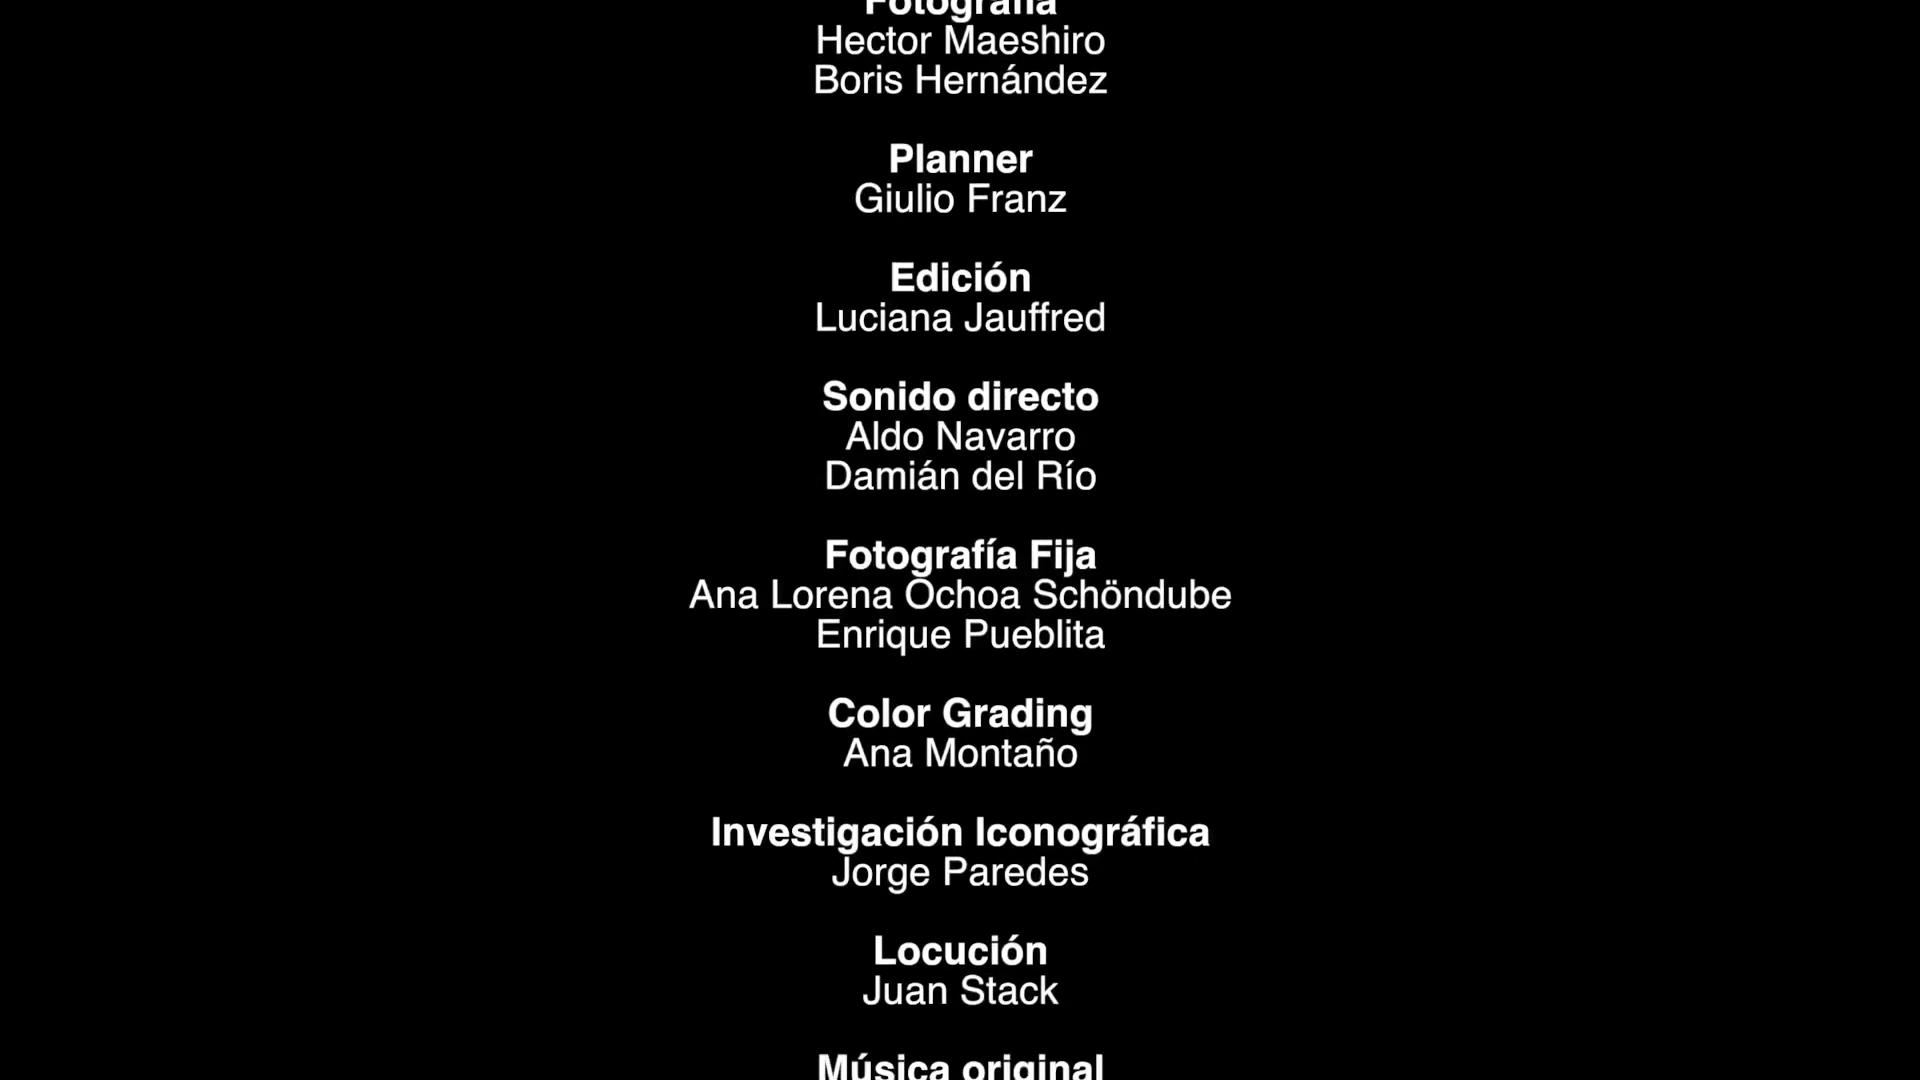 Fotografía
Hector Maeshiro
Boris Hernández
Planner
Giulio Franz
Edición
Luciana Jauffred
Sonido directo
Aldo Navarro
Damián del Río
Fotografía Fija
Ana Lorena Ochoa Schöndube
Enrique Pueblita
Color Grading
Ana Montaño
Investigación Iconográfica
Jorge Paredes
Locución
Juan Stack
Música original